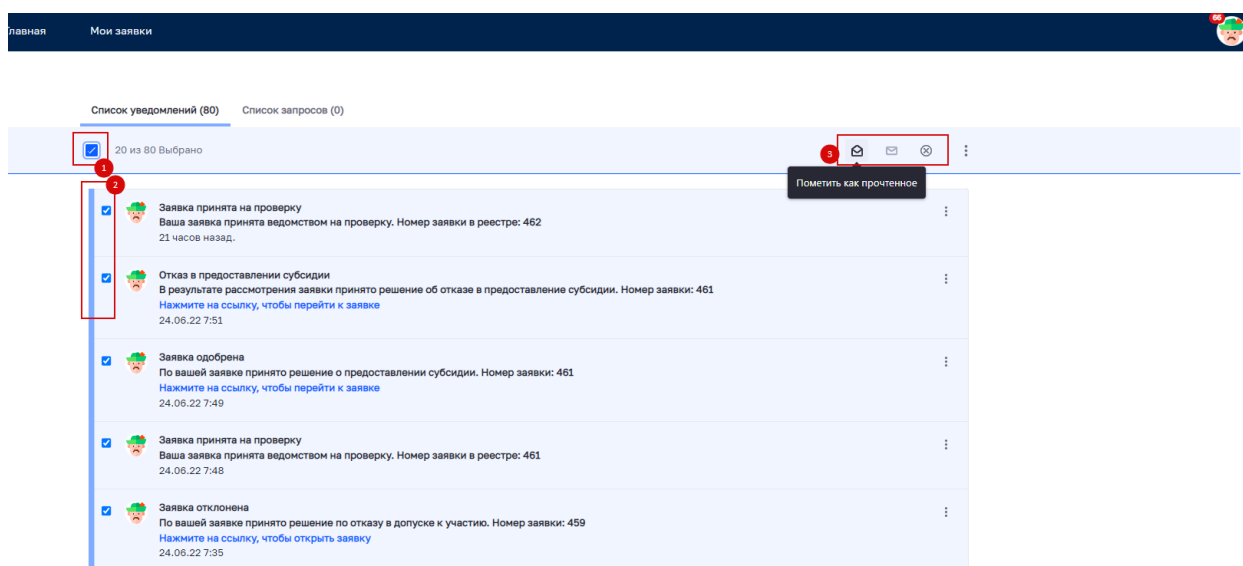 Главная Мои заявки 66
Список уведомлений (80) Список запросов (0)
20 из 80 Выбрано
1
3
Пометить как прочтенное
2
Заявка принята на проверку
Ваша заявка принята ведомством на проверку. Номер заявки в реестре: 462
21 часов назад.
Отказ в предоставлении субсидии
В результате рассмотрения заявки принято решение об отказе в предоставление субсидии. Номер заявки: 461
Нажмите на ссылку, чтобы перейти к заявке
24.06.22 7:51
Заявка одобрена
По вашей заявке принято решение о предоставлении субсидии. Номер заявки: 461
Нажмите на ссылку, чтобы перейти к заявке
24.06.22 7:49
Заявка принята на проверку
Ваша заявка принята ведомством на проверку. Номер заявки в реестре: 461
24.06.22 7:48
Заявка отклонена
По вашей заявке принято решение по отказу в допуске к участию. Номер заявки: 459
Нажмите на ссылку, чтобы открыть заявку
24.06.22 7:35